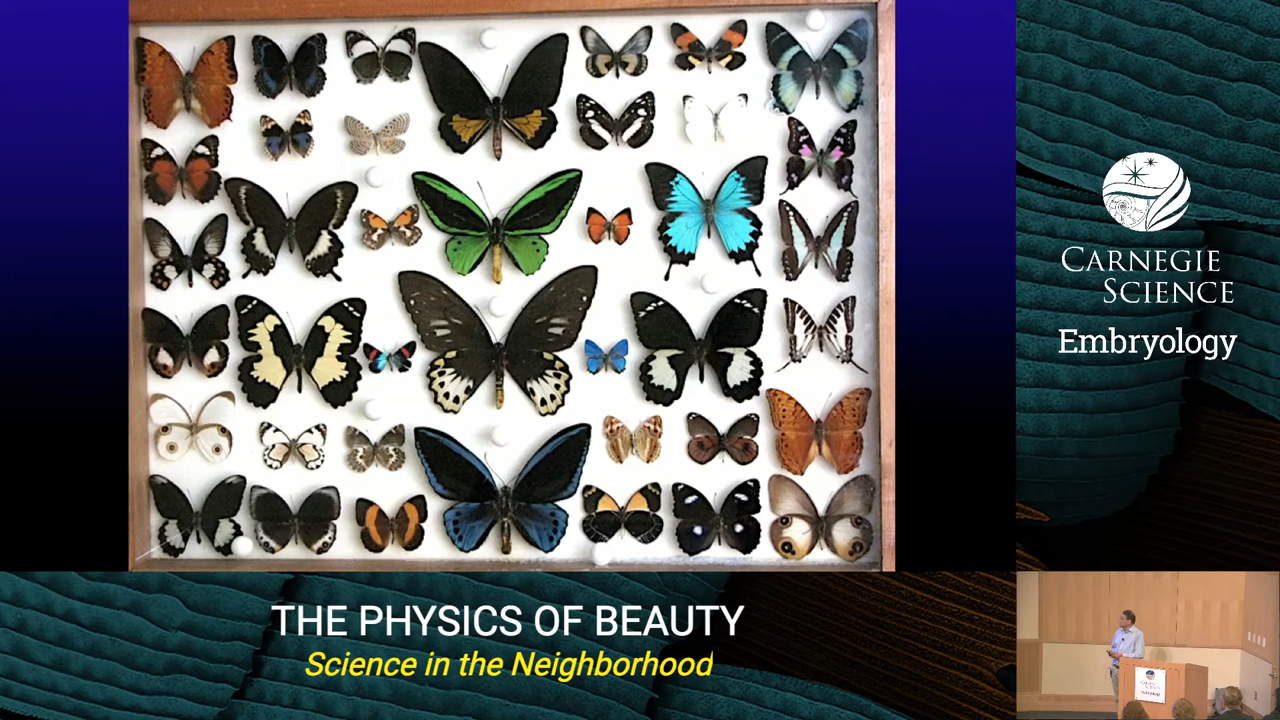 CARNEGIE
SCIENCE
Embryology
THE PHYSICS OF BEAUTY
Science in the Neighborhood